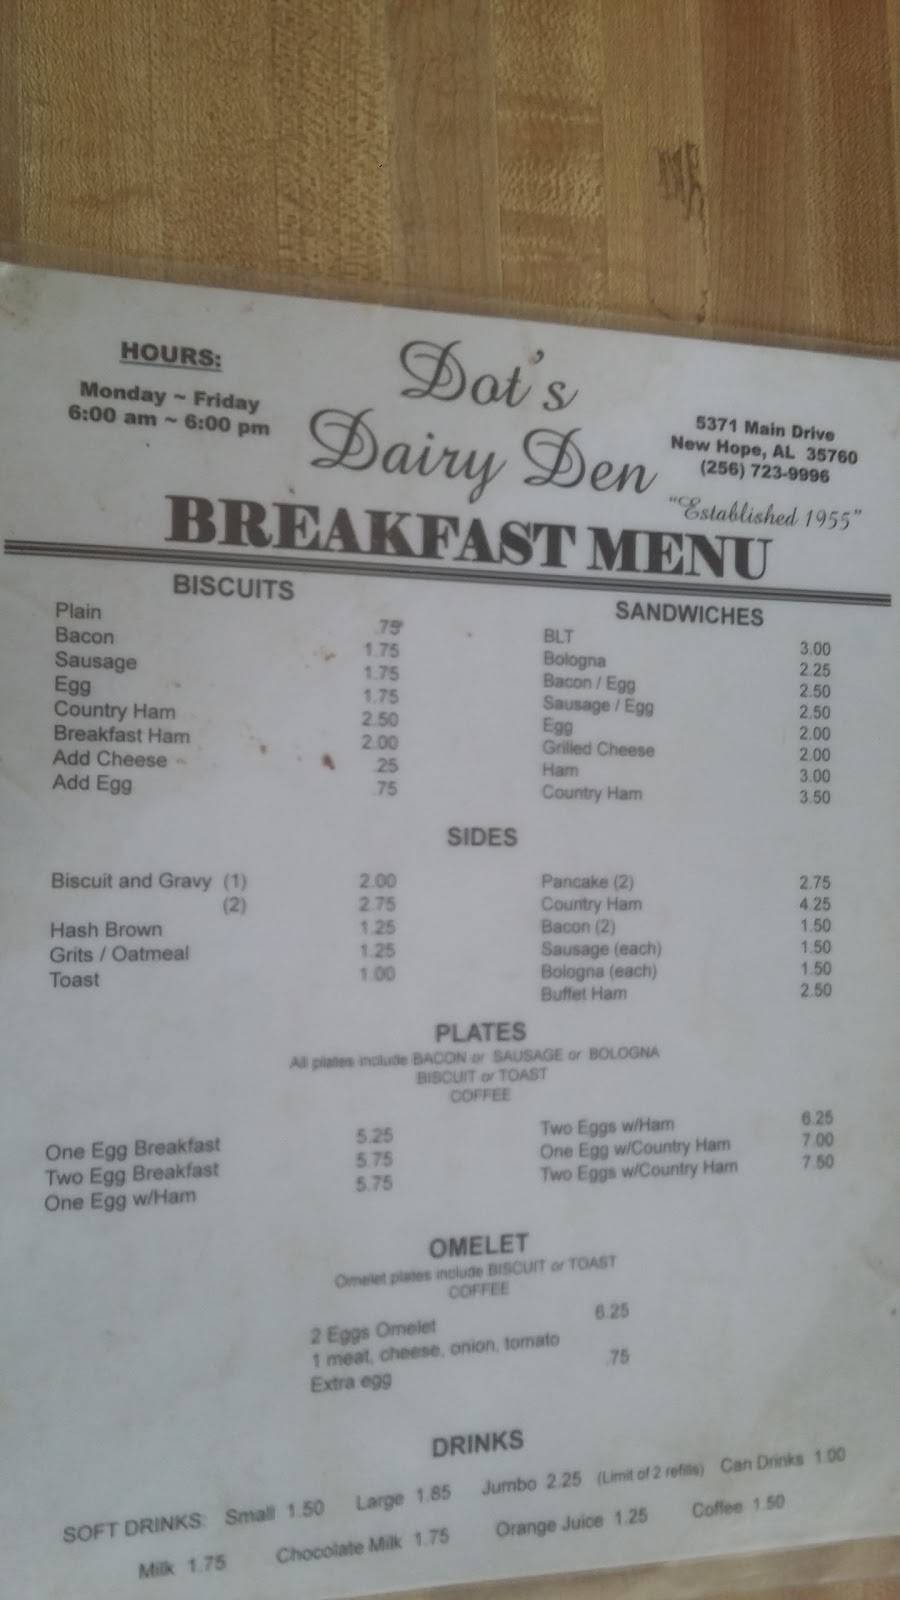 HOURS:
Monday ~ Friday
6:00 am ~ 6:00 pm
Dot's
Dairy Den
5371 Main Drive
New Hope, AL 35760
(256) 723-9996
"Established 1955"
BREAKFAST MENU
BISCUITS
Plain .75
Bacon 1.75
Sausage 1.75
Egg 1.75
Country Ham 2.50
Breakfast Ham 2.00
Add Cheese .25
Add Egg .75
SANDWICHES
BLT 3.00
Bologna 2.25
Bacon / Egg 2.50
Sausage / Egg 2.50
Egg 2.00
Grilled Cheese 2.00
Ham 3.00
Country Ham 3.50
SIDES
Biscuit and Gravy (1) 2.00
(2) 2.75
Hash Brown 1.25
Grits / Oatmeal 1.25
Toast 1.00
Pancake (2) 2.75
Country Ham 4.25
Bacon (2) 1.50
Sausage (each) 1.50
Bologna (each) 1.50
Buffet Ham 2.50
PLATES
All plates include BACON or SAUSAGE or BOLOGNA
BISCUIT or TOAST
COFFEE
One Egg Breakfast 5.25
Two Egg Breakfast 5.75
One Egg w/Ham 5.75
Two Eggs w/Ham 6.25
One Egg w/Country Ham 7.00
Two Eggs w/Country Ham 7.50
OMELET
Omelet plates include BISCUIT or TOAST
COFFEE
2 Eggs Omelet 6.25
1 meat, cheese, onion, tomato
Extra egg .75
DRINKS
SOFT DRINKS: Small 1.50 Large 1.85 Jumbo 2.25 (Limit of 2 refills) Can Drinks 1.00
Milk 1.75 Chocolate Milk 1.75 Orange Juice 1.25 Coffee 1.50